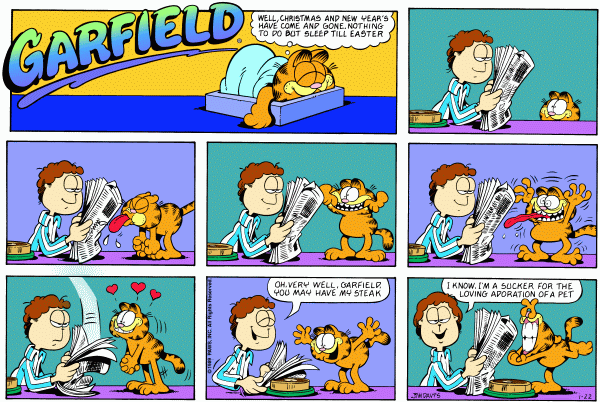 GARFIELD
WELL, CHRISTMAS AND NEW YEAR'S
HAVE COME AND GONE. NOTHING
TO DO BUT SLEEP TILL EASTER
OH, VERY WELL, GARFIELD.
YOU MAY HAVE MY STEAK
I KNOW. I'M A SUCKER FOR THE
LOVING ADORATION OF A PET
JIM DAVIS
1-22